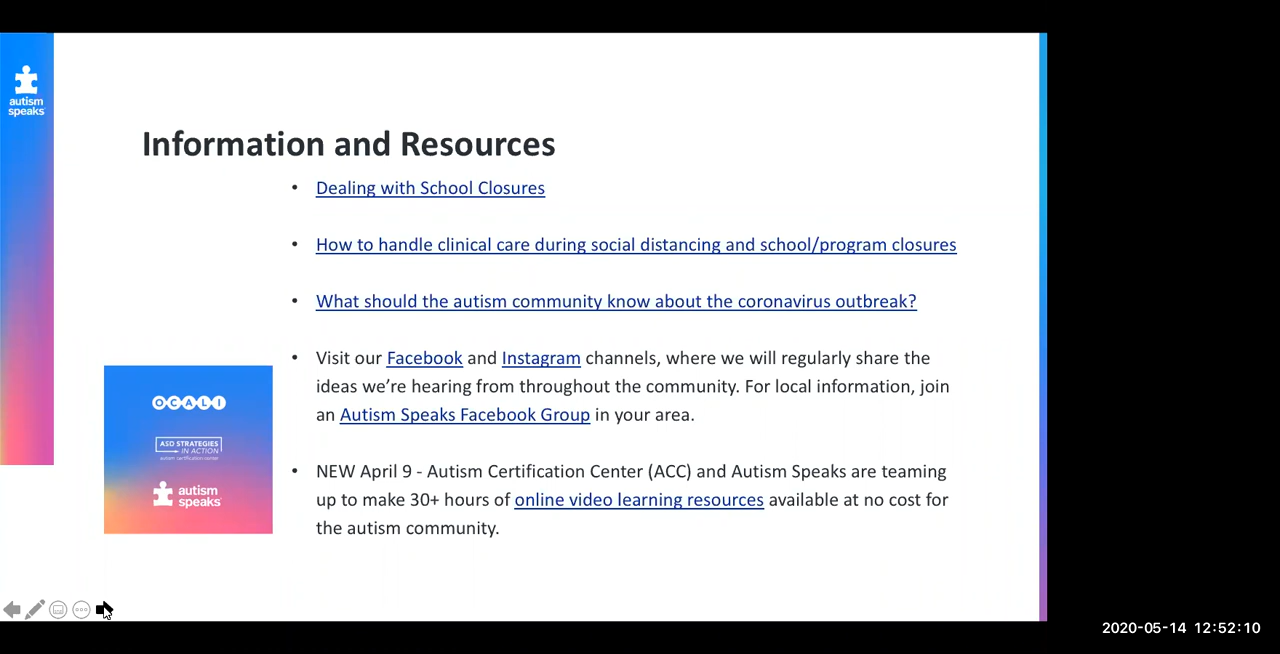 autism
speaks
Information and Resources
• Dealing with School Closures
• How to handle clinical care during social distancing and school/program closures
• What should the autism community know about the coronavirus outbreak?
• Visit our Facebook and Instagram channels, where we will regularly share the
ideas we’re hearing from throughout the community. For local information, join
an Autism Speaks Facebook Group in your area.
• NEW April 9 - Autism Certification Center (ACC) and Autism Speaks are teaming
up to make 30+ hours of online video learning resources available at no cost for
the autism community.
OCALI
ASD STRATEGIES
IN ACTION
autism certification center
autism
speaks
2020-05-14 12:52:10